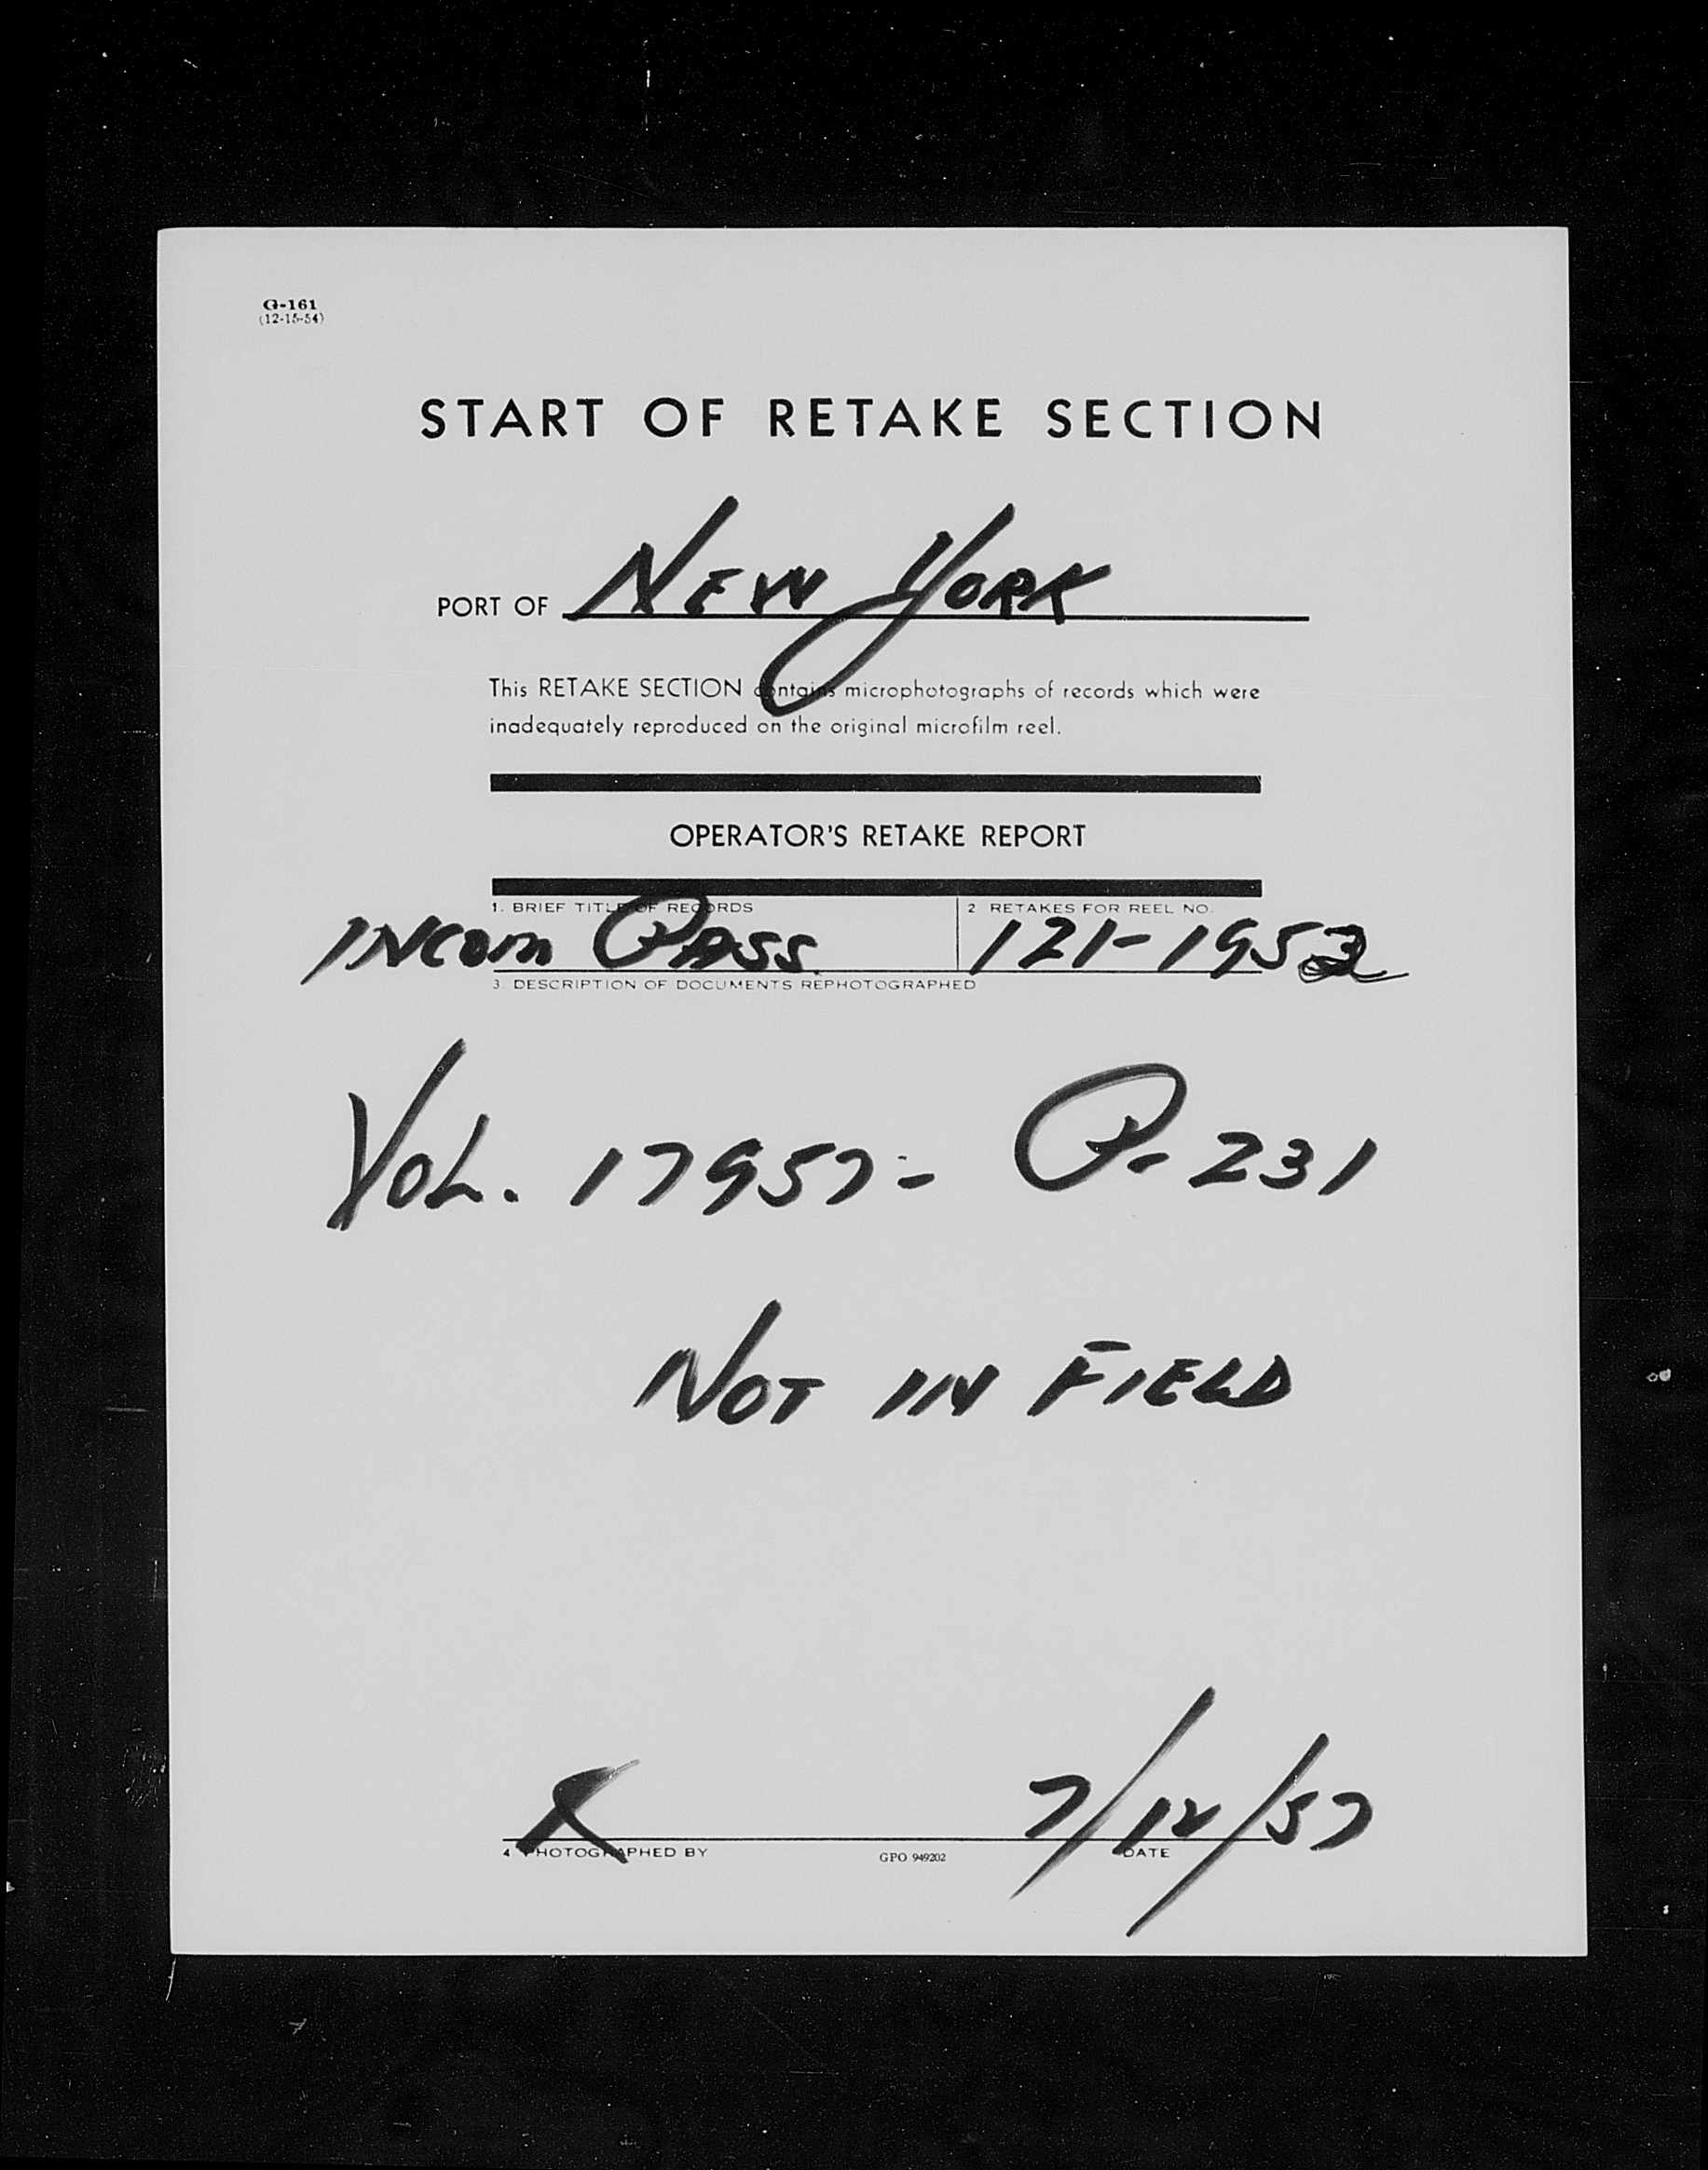 G-161
(12-15-54)
START OF RETAKE SECTION
PORT OF NEW YORK
This RETAKE SECTION contains microphotographs of records which were
inadequately reproduced on the original microfilm reel.
OPERATOR'S RETAKE REPORT
1. BRIEF TITLE OF RECORDS
2 RETAKES FOR REEL NO.
INCOM PASS
121-1952
3. DESCRIPTION OF DOCUMENTS REPHOTOGRAPHED
VOL. 17957- P-231
NOT IN FIELD
7/12/57
4 PHOTOGRAPHED BY
GPO 949202
DATE